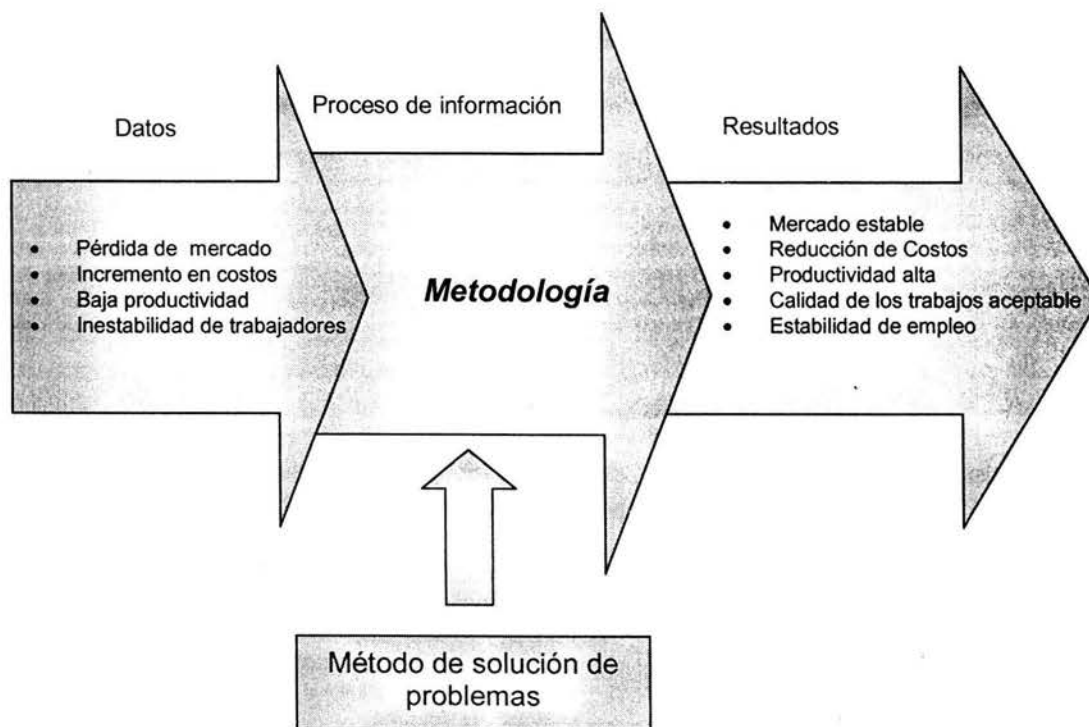 Datos
• Pérdida de mercado
• Incremento en costos
• Baja productividad
• Inestabilidad de trabajadores
Proceso de información
Metodología
Resultados
• Mercado estable
• Reducción de Costos
• Productividad alta
• Calidad de los trabajos aceptable
• Estabilidad de empleo
Método de solución de
problemas